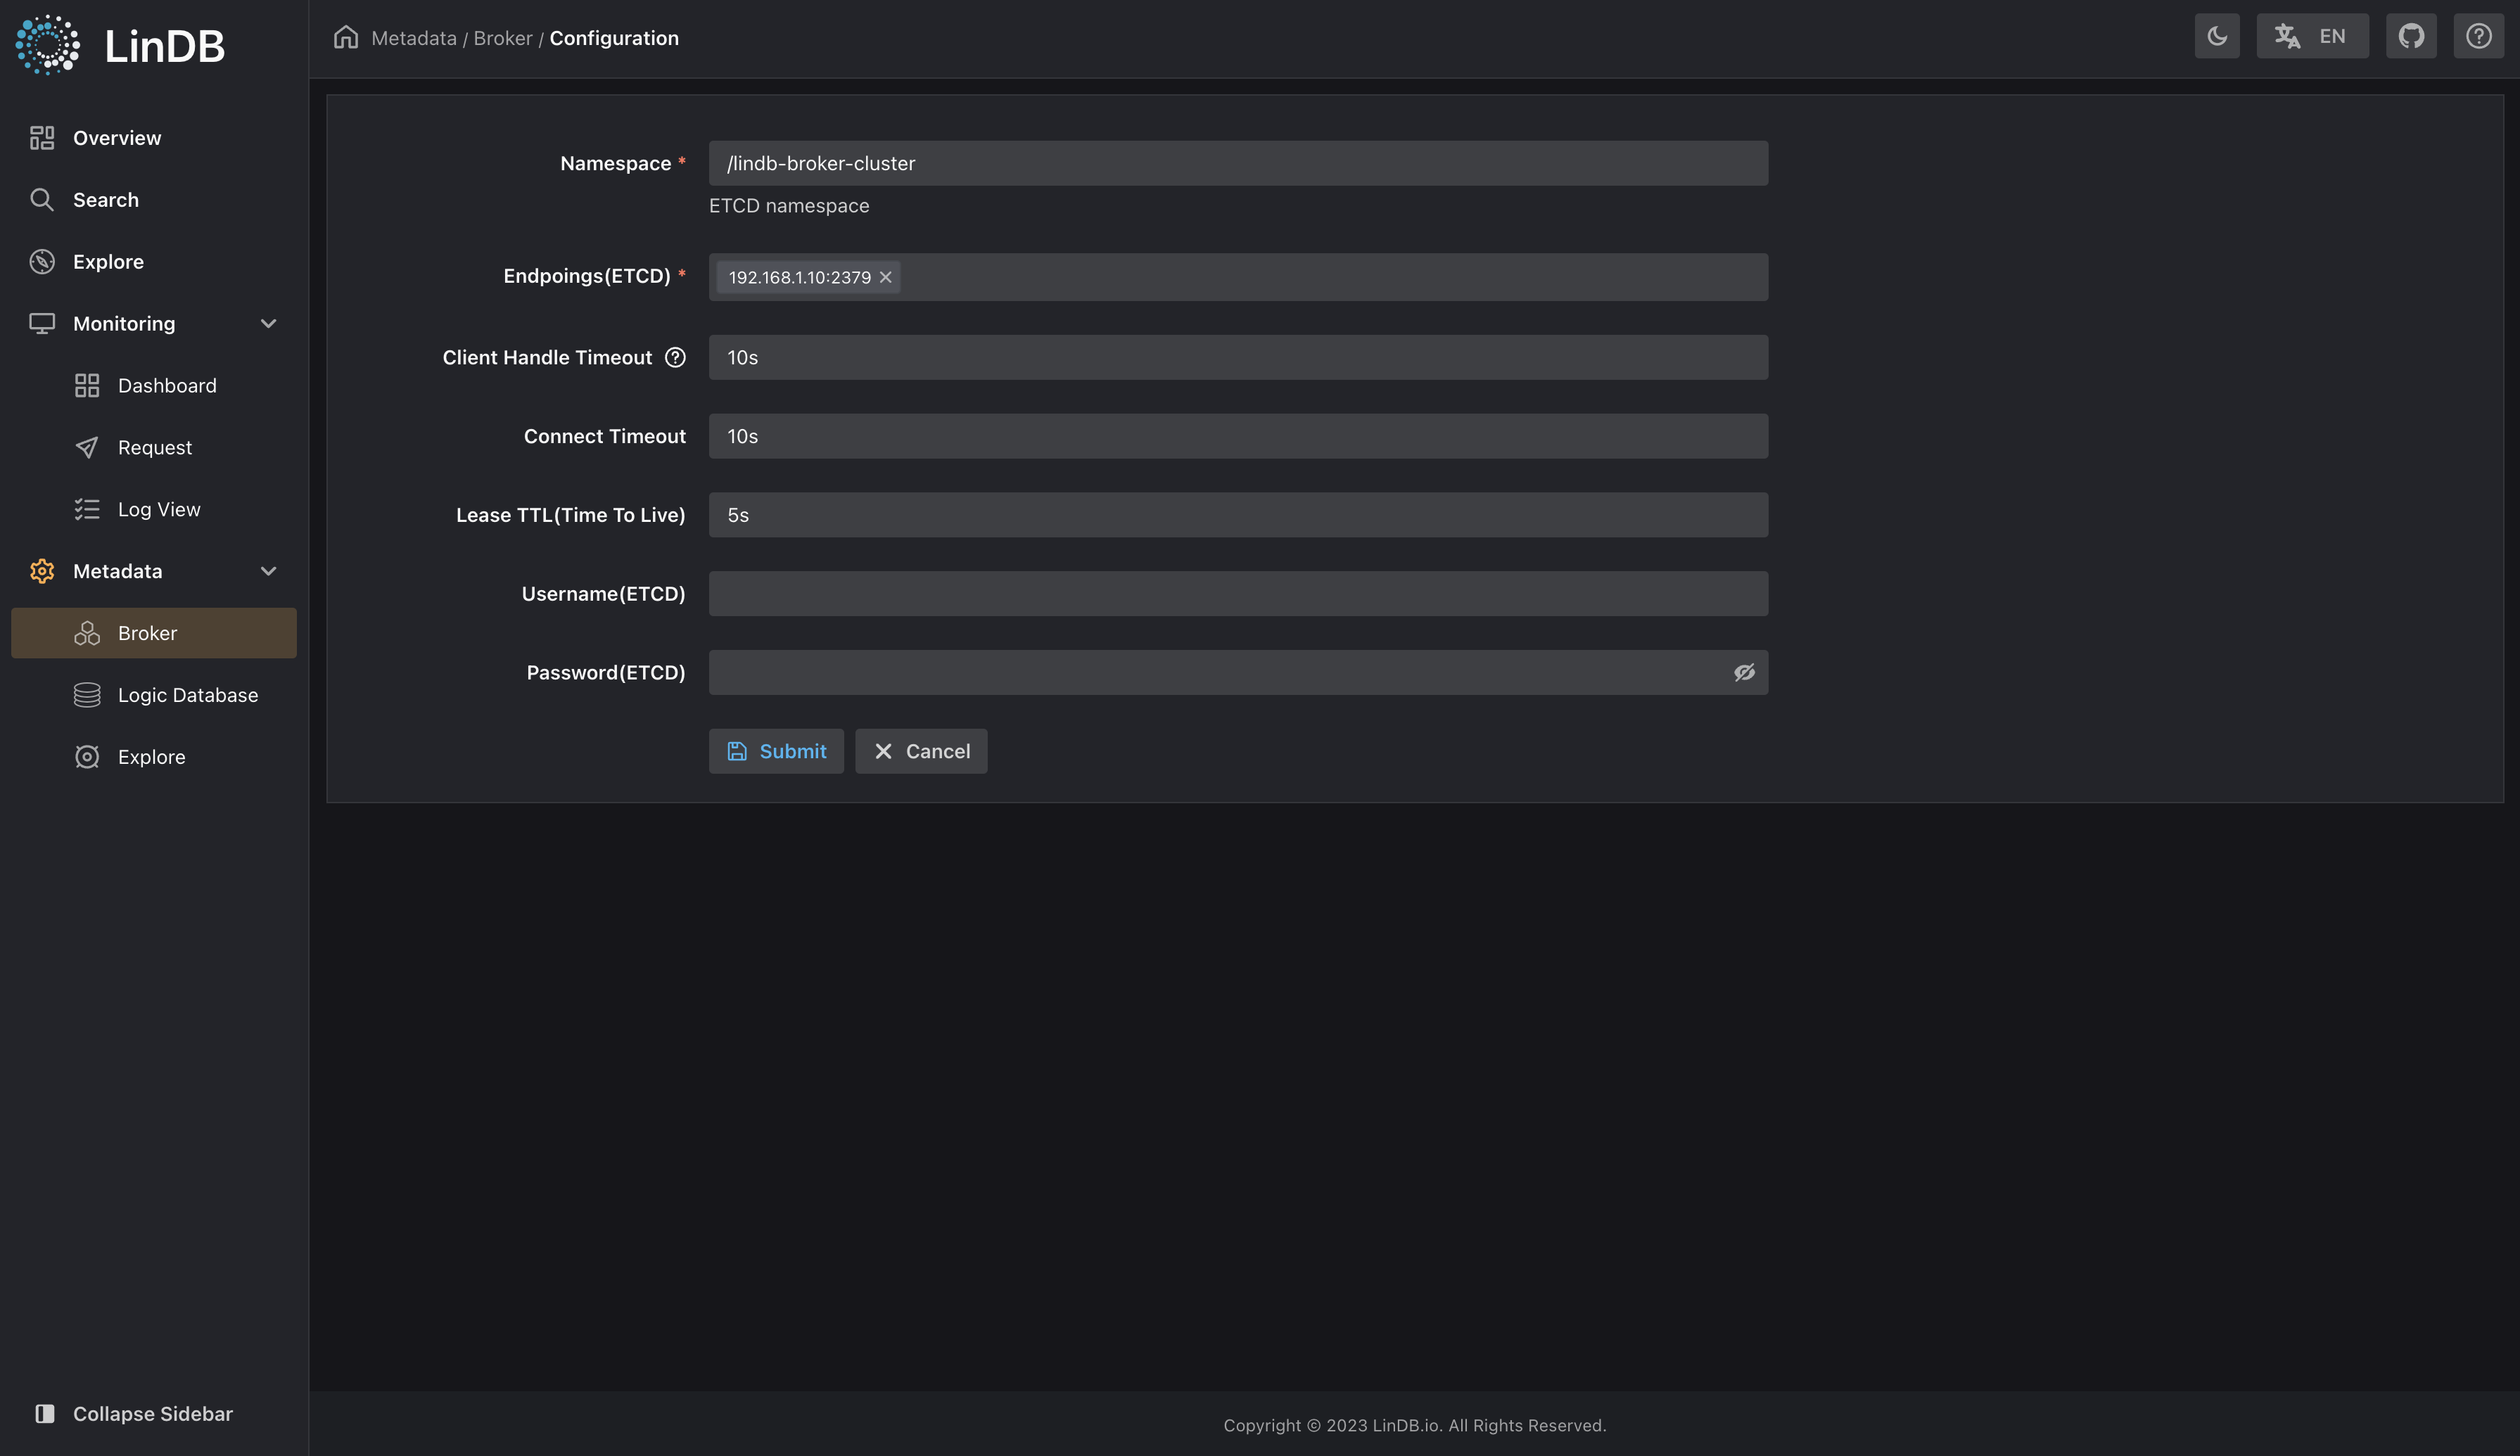 LinDB
Metadata / Broker / Configuration
EN
Overview
Search
Explore
Monitoring
Dashboard
Request
Log View
Metadata
Broker
Logic Database
Explore
Collapse Sidebar
Namespace *
/lindb-broker-cluster
ETCD namespace
Endpoings(ETCD) *
192.168.1.10:2379
Client Handle Timeout
10s
Connect Timeout
10s
Lease TTL(Time To Live)
5s
Username(ETCD)
Password(ETCD)
Submit
Cancel
Copyright © 2023 LinDB.io. All Rights Reserved.